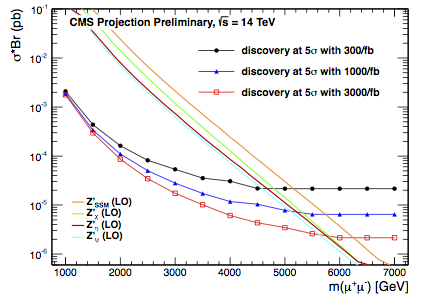 CMS Projection Preliminary, √s = 14 TeV
σ*Br (pb)
10⁻¹
10⁻²
10⁻³
10⁻⁴
10⁻⁵
10⁻⁶
discovery at 5σ with 300/fb
discovery at 5σ with 1000/fb
discovery at 5σ with 3000/fb
Z'SSM (LO)
Z'χ (LO)
Z'η (LO)
Z'ψ (LO)
1000 2000 3000 4000 5000 6000 7000
m(μ⁺μ⁻) [GeV]